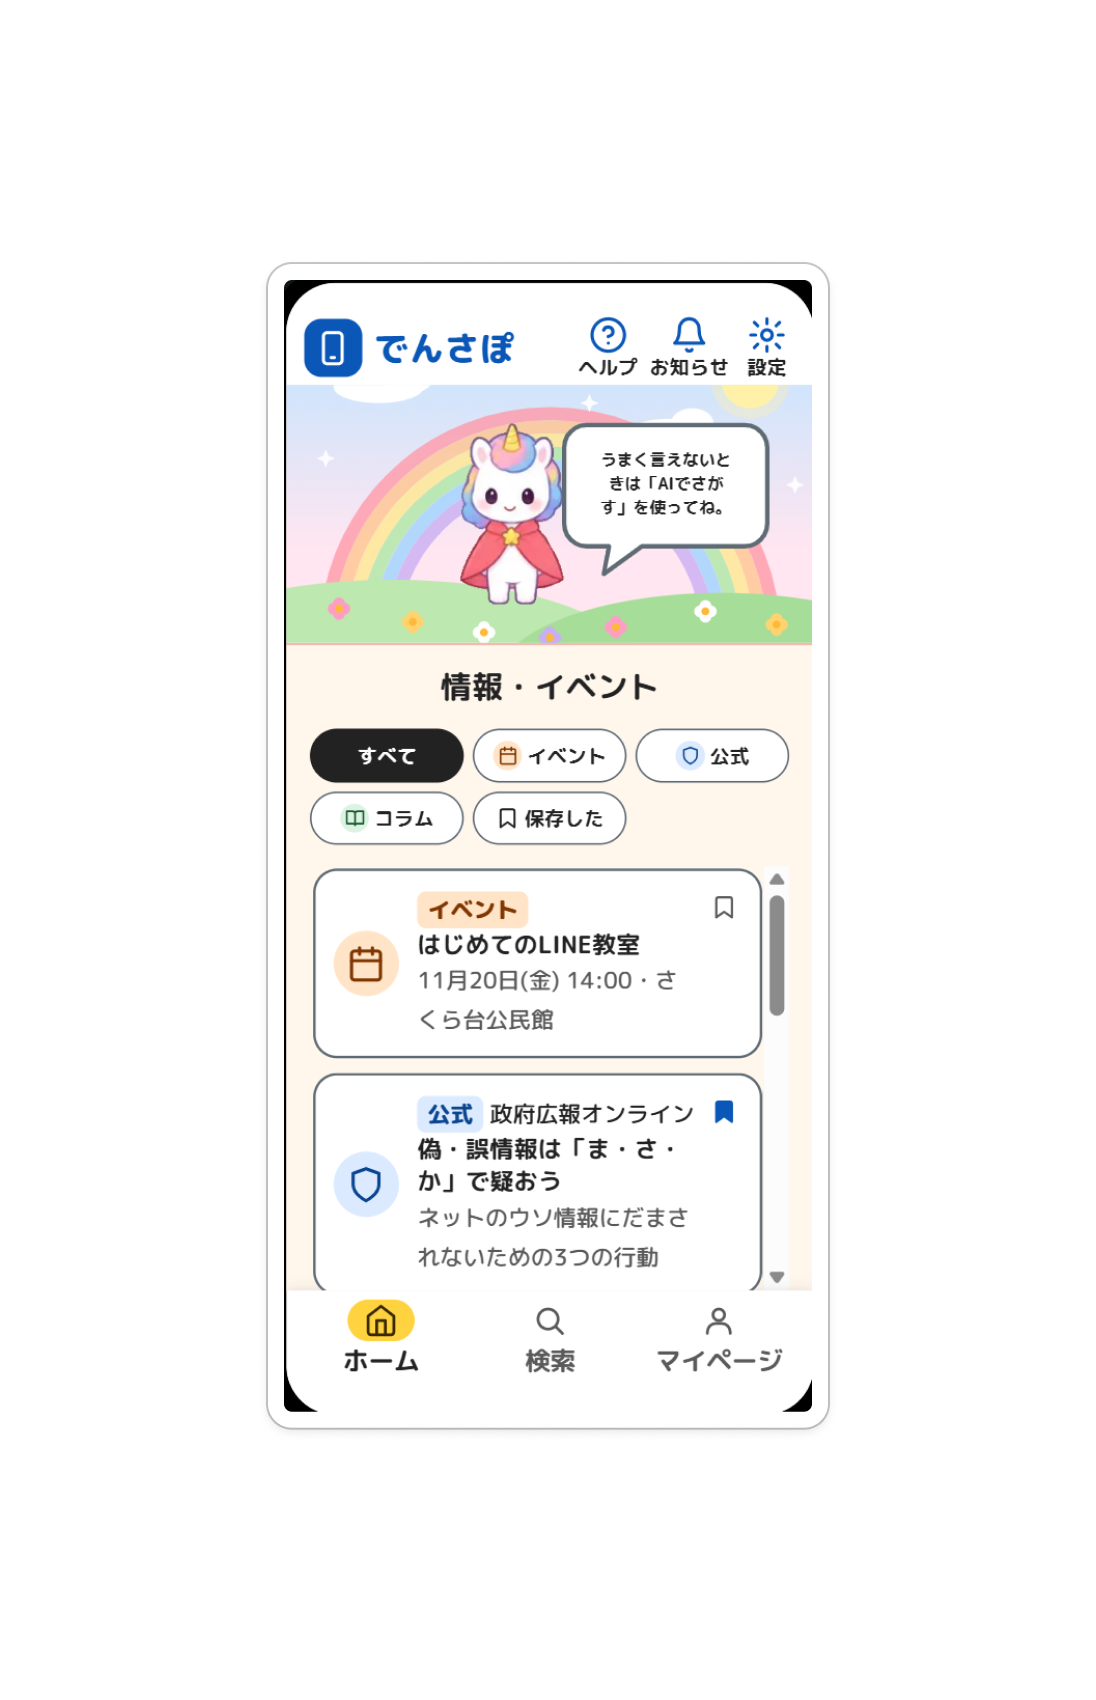 でんさぽ
ヘルプ
お知らせ
設定
うまく言えないと
きは「AIでさが
す」を使ってね。
情報・イベント
すべて
イベント
公式
コラム
保存した
イベント
はじめてのLINE教室
11月20日(金) 14:00・さ
くら台公民館
公式 政府広報オンライン
偽・誤情報は「ま・さ・
か」で疑おう
ネットのウソ情報にだまさ
れないための3つの行動
ホーム
検索
マイページ